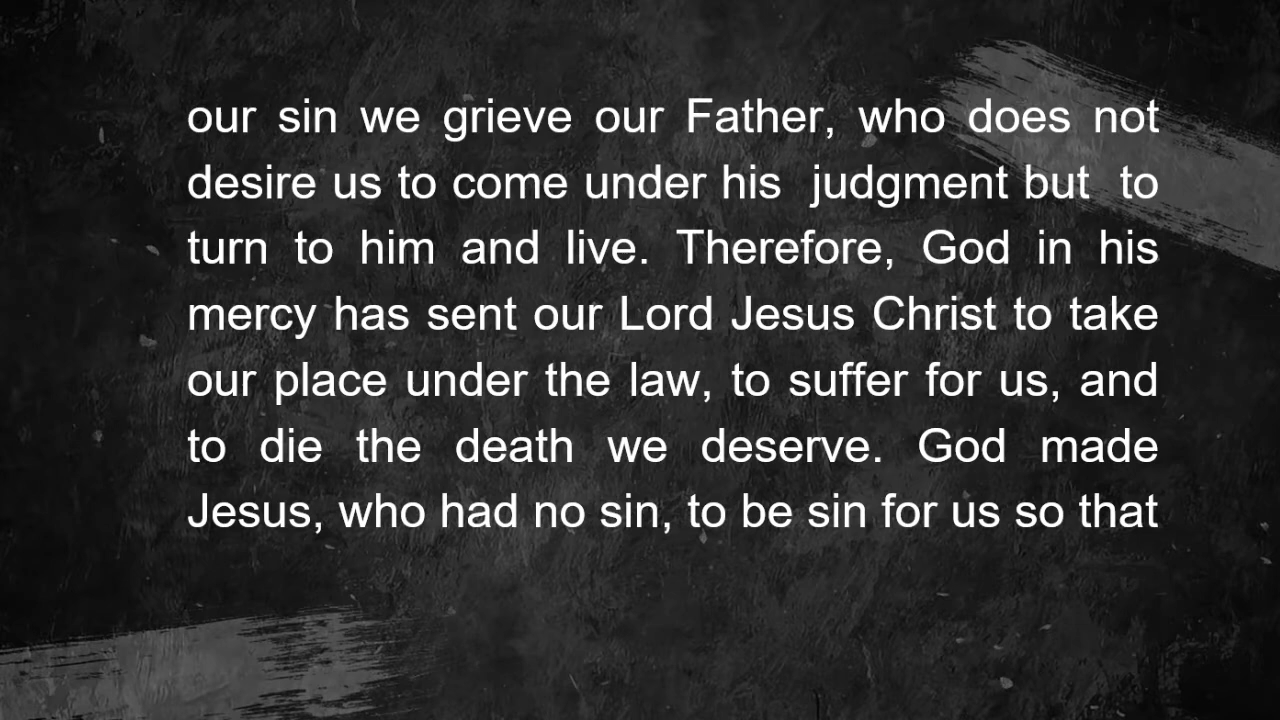 our sin we grieve our Father, who does not
desire us to come under his  judgment but  to
turn to him and live. Therefore, God in his
mercy has sent our Lord Jesus Christ to take
our place under the law, to suffer for us, and
to die the death we deserve. God made
Jesus, who had no sin, to be sin for us so that